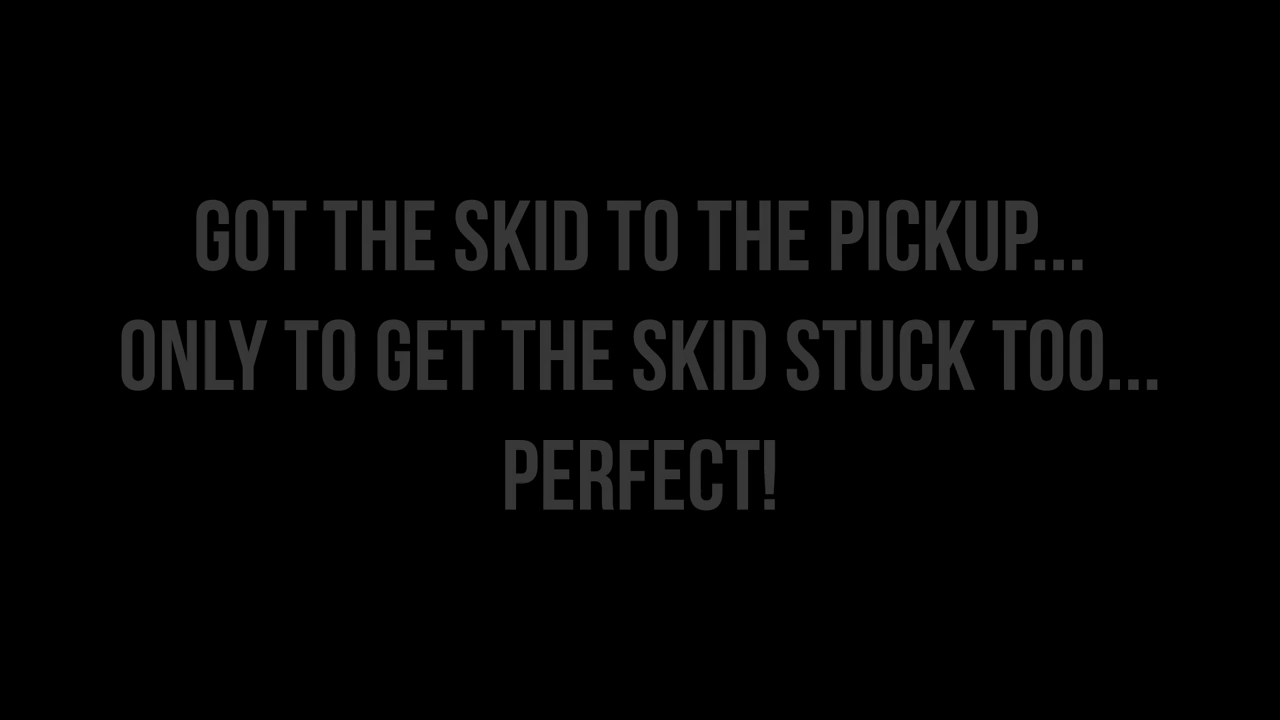 GOT THE SKID TO THE PICKUP...
ONLY TO GET THE SKID STUCK TOO...
PERFECT!